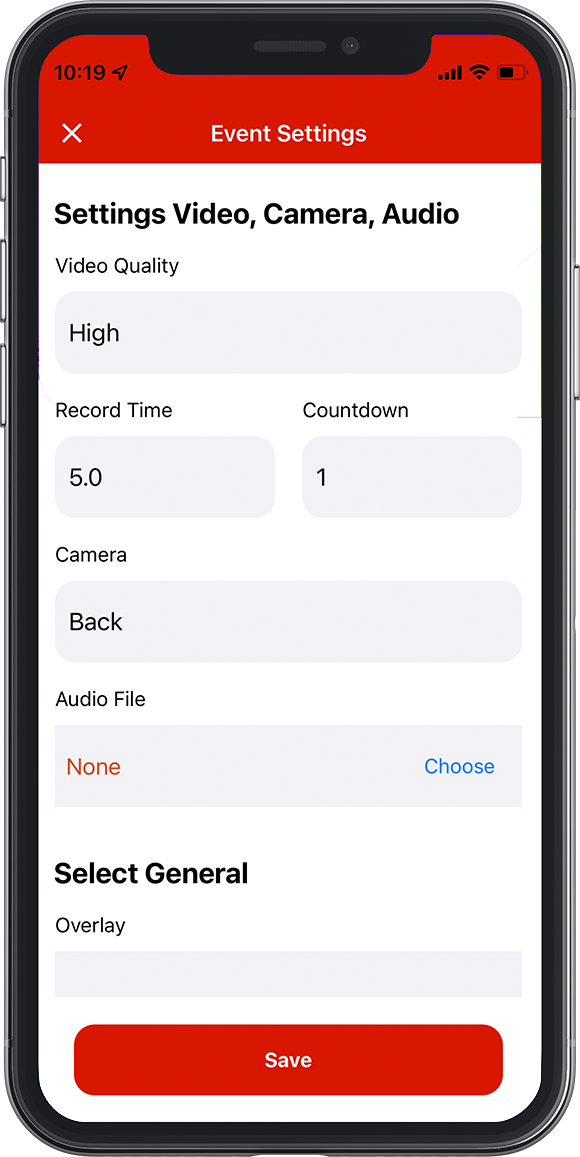 10:19
Event Settings
Settings Video, Camera, Audio
Video Quality
High
Record Time Countdown
5.0 1
Camera
Back
Audio File
None Choose
Select General
Overlay
Save